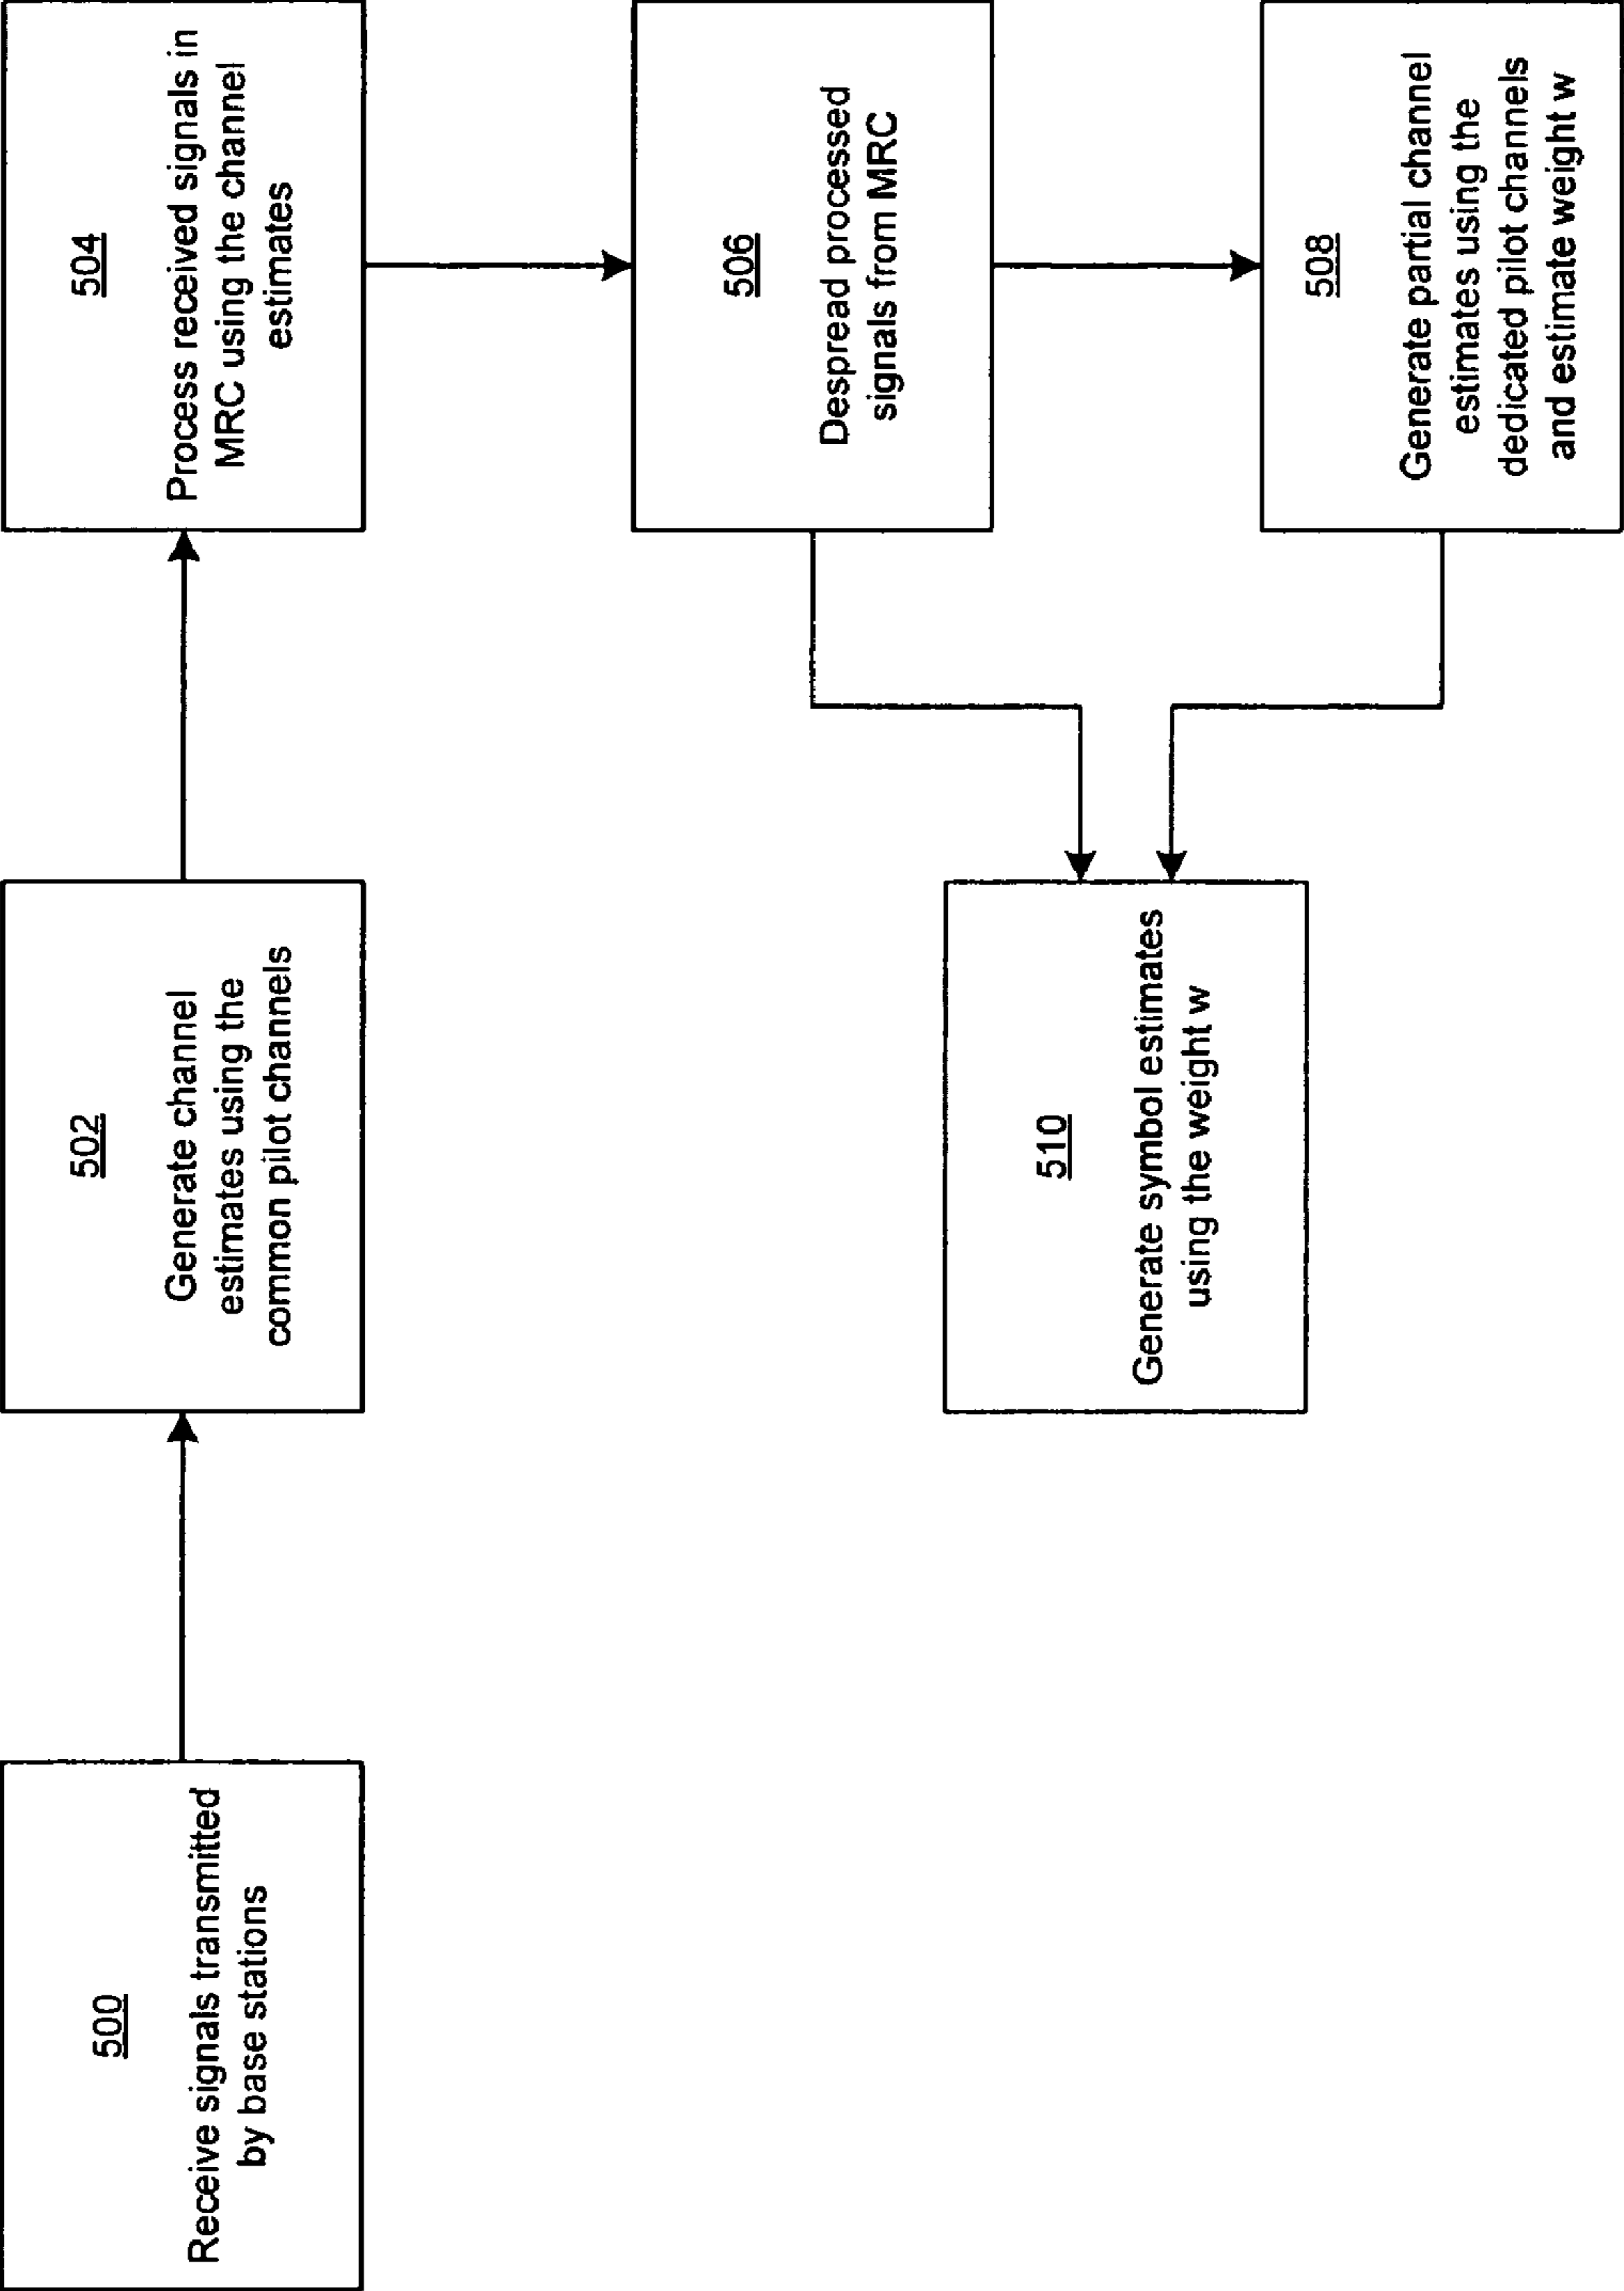 500
Receive signals transmitted
by base stations
502
Generate channel
estimates using the
common pilot channels
504
Process received signals in
MRC using the channel
estimates
506
Despread processed
signals from MRC
508
Generate partial channel
estimates using the
dedicated pilot channels
and estimate weight w
510
Generate symbol estimates
using the weight w